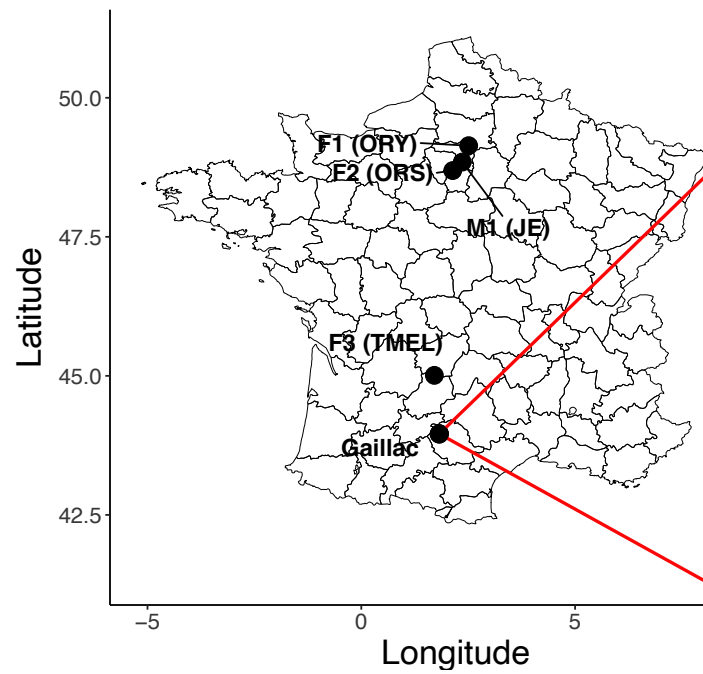 50.0
F1 (ORY)
F2 (ORS)
M1 (JE)
47.5
Latitude
F3 (TMEL)
45.0
Gaillac
42.5
−5
0
5
Longitude